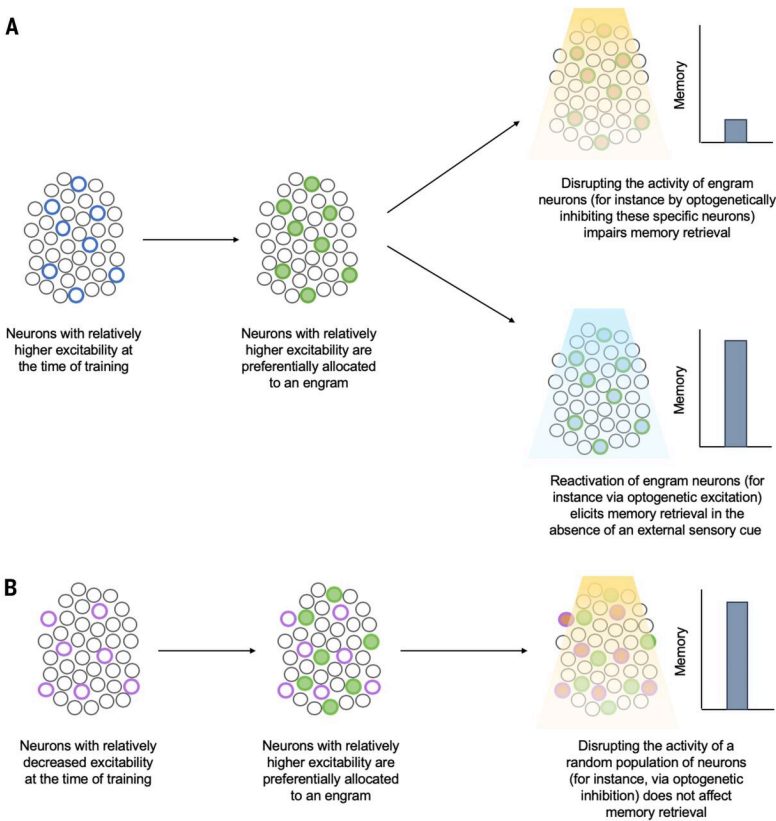 A
Memory
Disrupting the activity of engram
neurons (for instance by optogenetically
inhibiting these specific neurons)
impairs memory retrieval
Neurons with relatively
higher excitability at
the time of training
Neurons with relatively
higher excitability are
preferentially allocated
to an engram
Memory
Reactivation of engram neurons (for
instance via optogenetic excitation)
elicits memory retrieval in the
absence of an external sensory cue
B
Memory
Neurons with relatively
decreased excitability
at the time of training
Neurons with relatively
higher excitability are
preferentially allocated
to an engram
Disrupting the activity of a
random population of neurons
(for instance, via optogenetic
inhibition) does not affect
memory retrieval